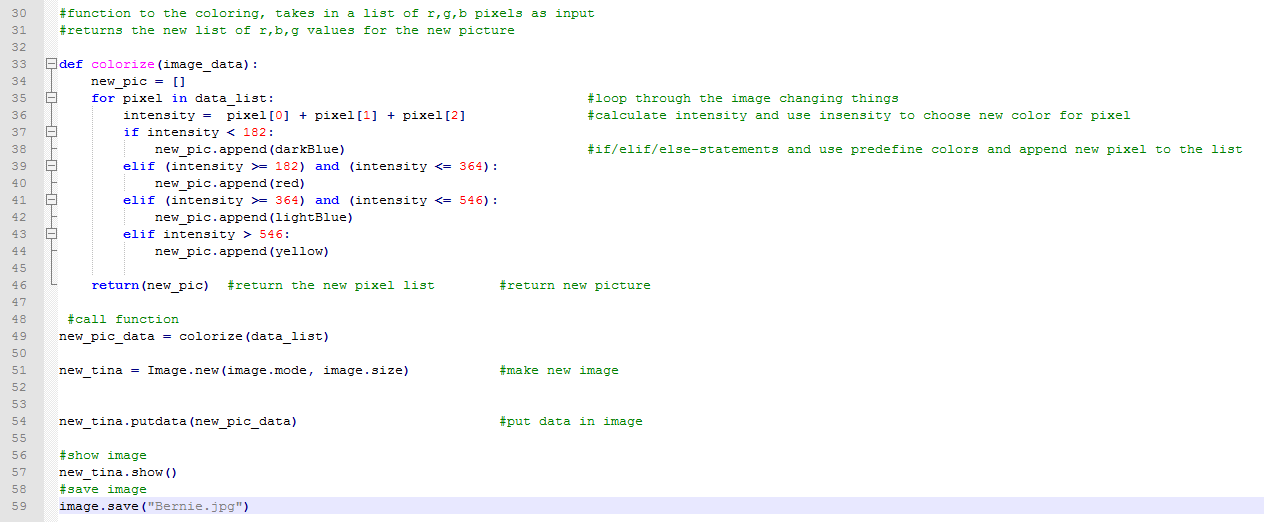 30 #function to the coloring, takes in a list of r,g,b pixels as input
31 #returns the new list of r,b,g values for the new picture
32
33 def colorize(image_data):
34 new_pic = []
35 for pixel in data_list: #loop through the image changing things
36 intensity = pixel[0] + pixel[1] + pixel[2] #calculate intensity and use insensity to choose new color for pixel
37 if intensity < 182:
38 new_pic.append(darkBlue) #if/elif/else-statements and use predefine colors and append new pixel to the list
39 elif (intensity >= 182) and (intensity <= 364):
40 new_pic.append(red)
41 elif (intensity >= 364) and (intensity <= 546):
42 new_pic.append(lightBlue)
43 elif intensity > 546:
44 new_pic.append(yellow)
45
46 return(new_pic) #return the new pixel list #return new picture
47
48 #call function
49 new_pic_data = colorize(data_list)
50
51 new_tina = Image.new(image.mode, image.size) #make new image
52
53
54 new_tina.putdata(new_pic_data) #put data in image
55
56 #show image
57 new_tina.show()
58 #save image
59 image.save("Bernie.jpg")